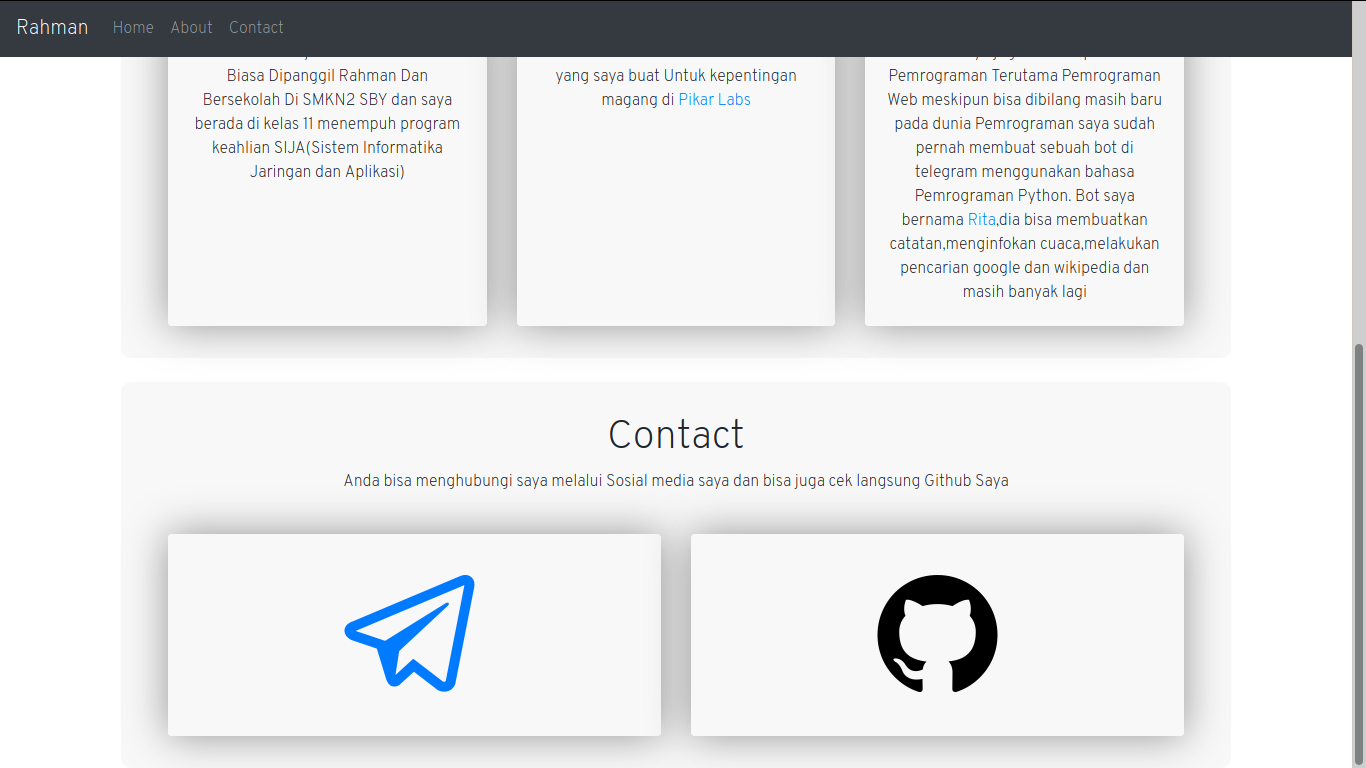 Rahman Home About Contact
Biasa Dipanggil Rahman Dan
Bersekolah Di SMKN2 SBY dan saya
berada di kelas 11 menempuh program
keahlian SIJA(Sistem Informatika
Jaringan dan Aplikasi)
yang saya buat Untuk kepentingan
magang di Pikar Labs
Pemrograman Terutama Pemrograman
Web meskipun bisa dibilang masih baru
pada dunia Pemrograman saya sudah
pernah membuat sebuah bot di
telegram menggunakan bahasa
Pemrograman Python. Bot saya
bernama Rita,dia bisa membuatkan
catatan,menginfokan cuaca,melakukan
pencarian google dan wikipedia dan
masih banyak lagi
Contact
Anda bisa menghubungi saya melalui Sosial media saya dan bisa juga cek langsung Github Saya